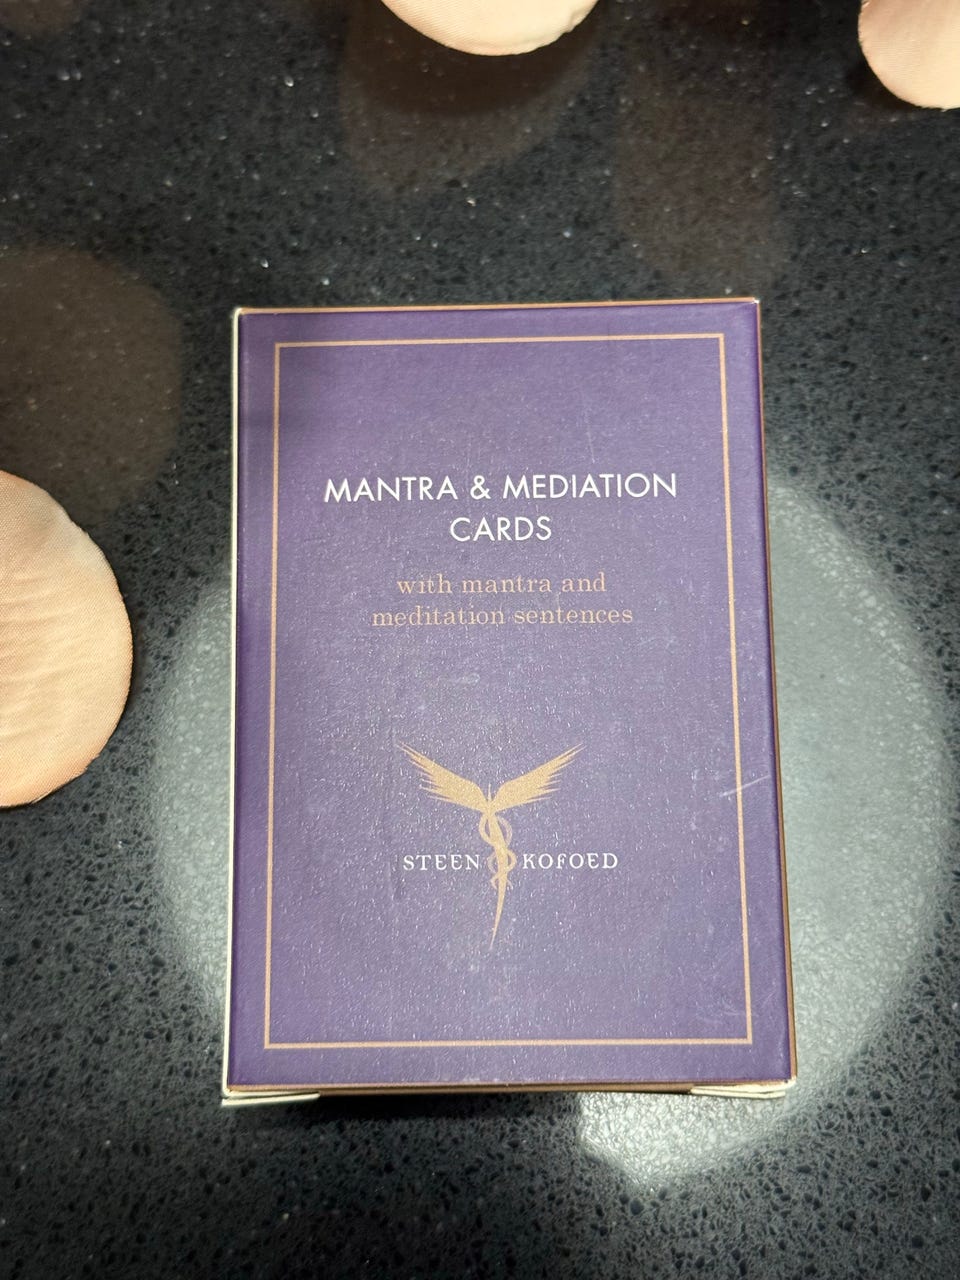 MANTRA & MEDIATION
CARDS
with mantra and
meditation sentences
STEEN KOFOED